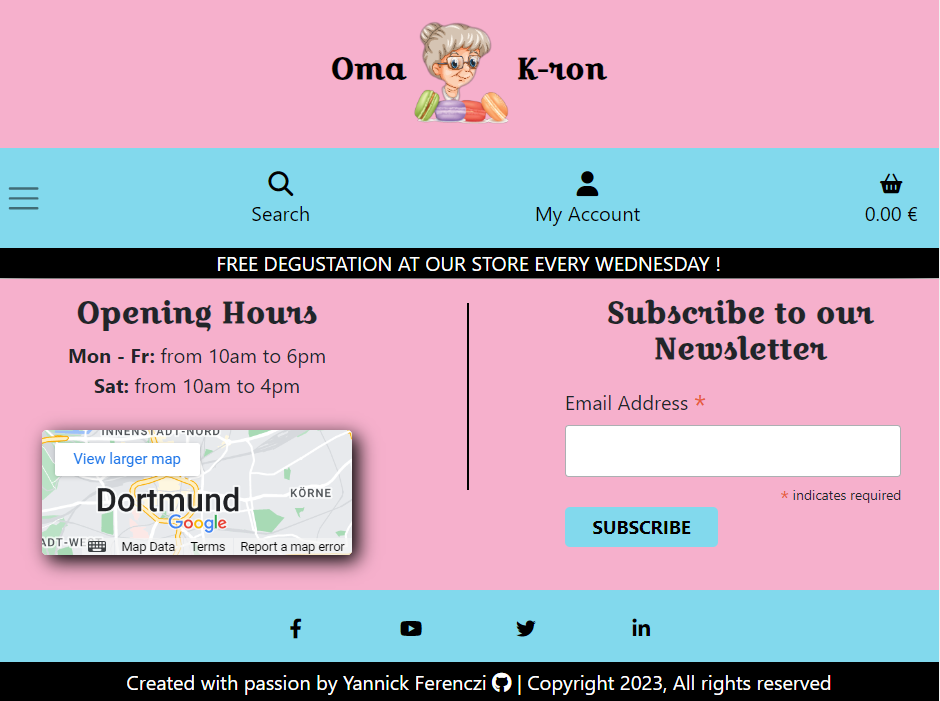 Oma K-ron
Search
My Account
0.00 €
FREE DEGUSTATION AT OUR STORE EVERY WEDNESDAY !
Opening Hours
Mon - Fr: from 10am to 6pm
Sat: from 10am to 4pm
INNENSTADT-NORD
View larger map
Dortmund
KÖRNE
Google
ADT-WES
Map Data
Terms
Report a map error
Subscribe to our
Newsletter
Email Address *
* indicates required
SUBSCRIBE
Created with passion by Yannick Ferenczi | Copyright 2023, All rights reserved